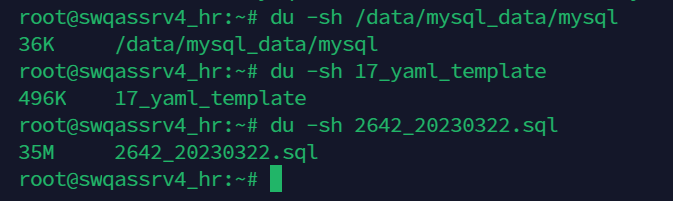 root@swqassrv4_hr:~# du -sh /data/mysql_data/mysql
36K /data/mysql_data/mysql
root@swqassrv4_hr:~# du -sh 17_yaml_template
496K 17_yaml_template
root@swqassrv4_hr:~# du -sh 2642_20230322.sql
35M 2642_20230322.sql
root@swqassrv4_hr:~#